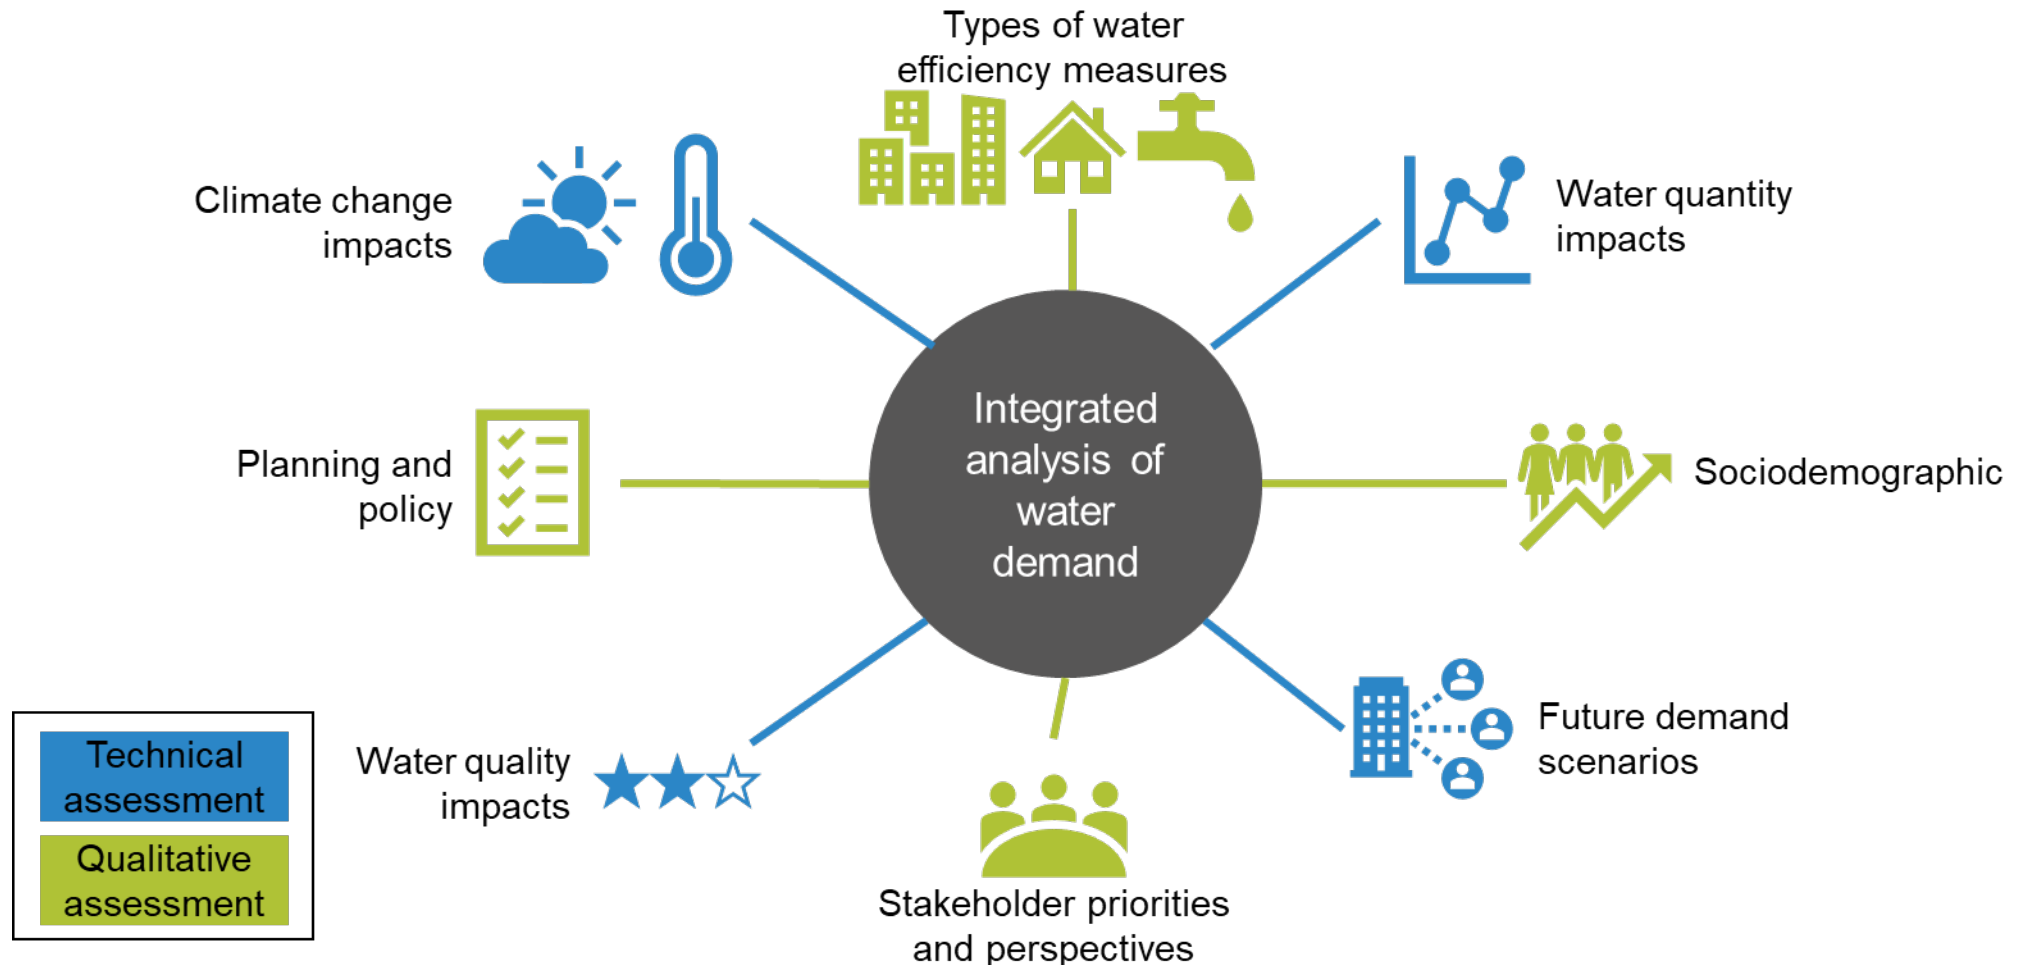 Types of water
efficiency measures
Climate change
impacts
Water quantity
impacts
Integrated
analysis of
water
demand
Planning and
policy
Sociodemographic
Water quality
impacts
Future demand
scenarios
Stakeholder priorities
and perspectives
Technical
assessment
Qualitative
assessment